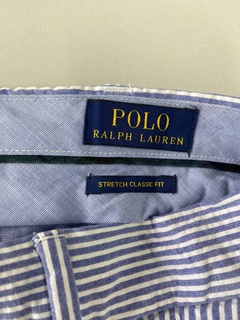 POLO
RALPH LAUREN
STRETCH CLASSIC FIT